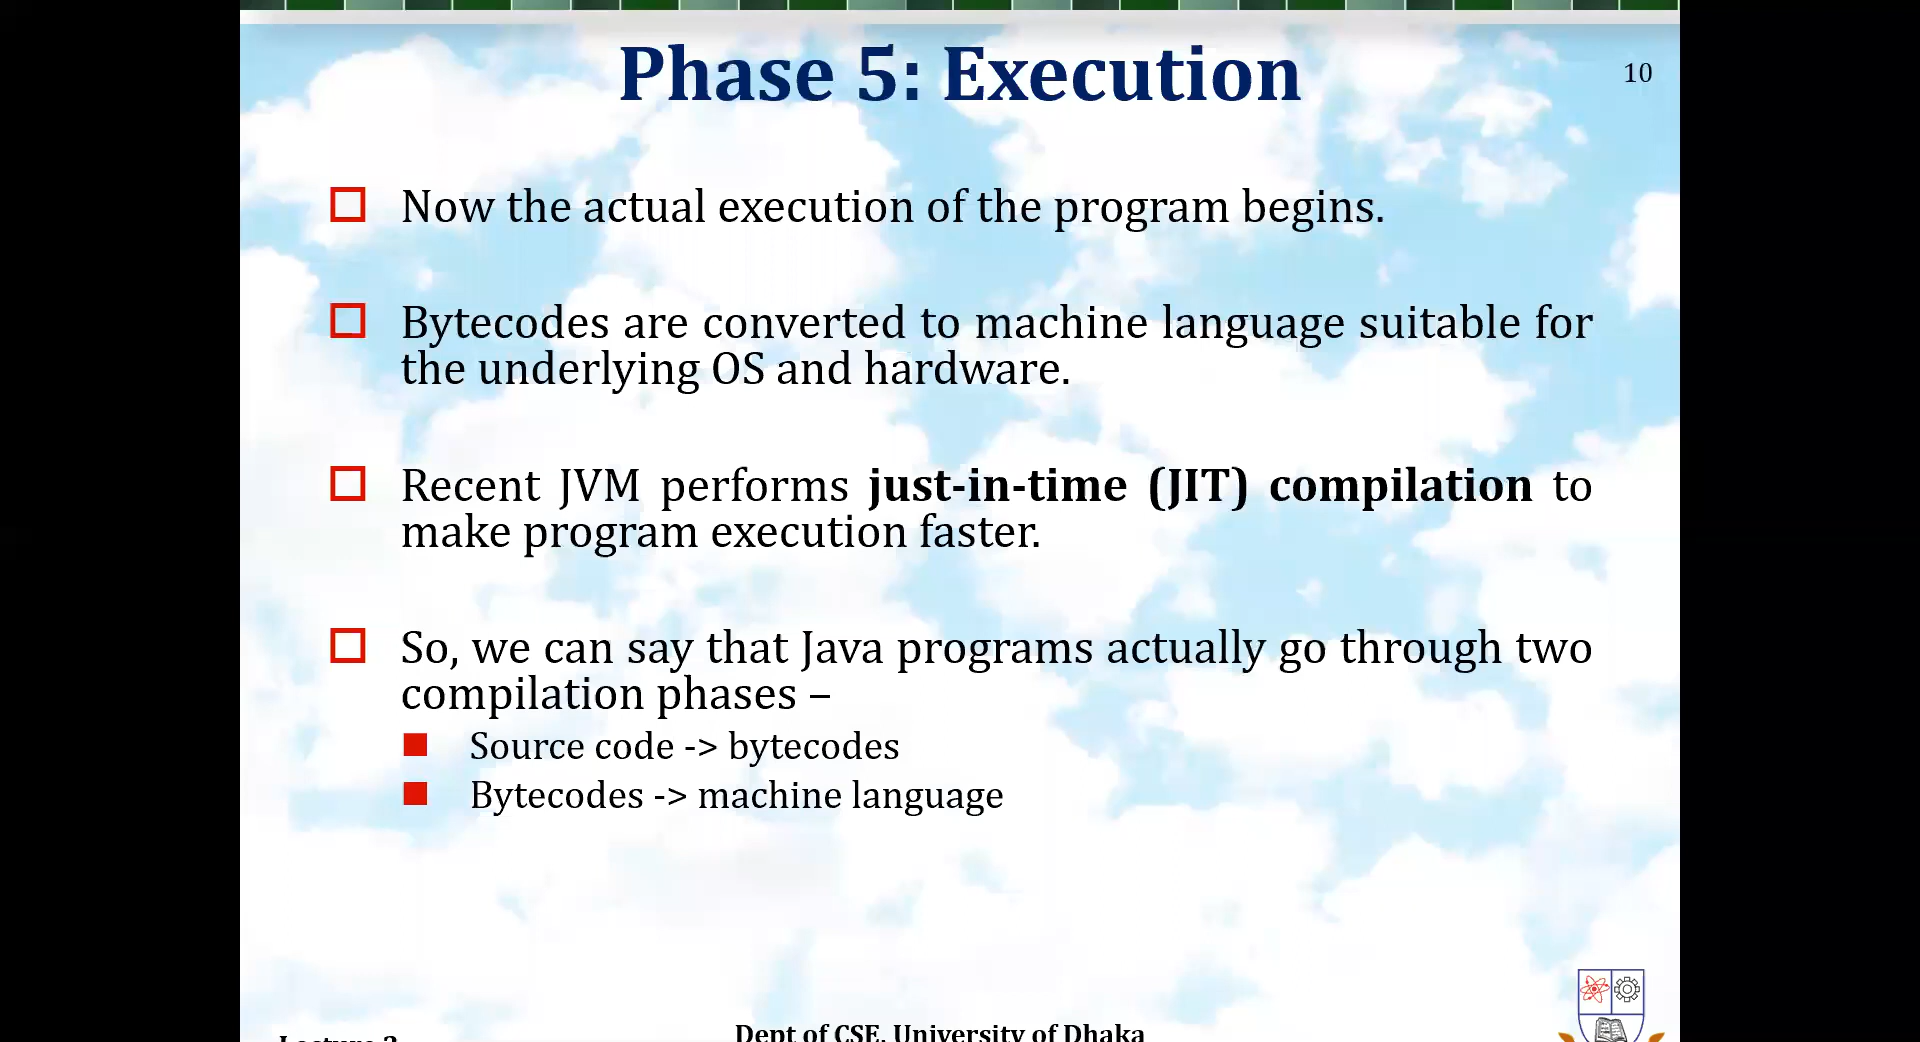 Phase 5: Execution
10
Now the actual execution of the program begins.
Bytecodes are converted to machine language suitable for
the underlying OS and hardware.
Recent JVM performs just-in-time (JIT) compilation to
make program execution faster.
So, we can say that Java programs actually go through two
compilation phases –
Source code -> bytecodes
Bytecodes -> machine language
Dept of CSE, University of Dhaka